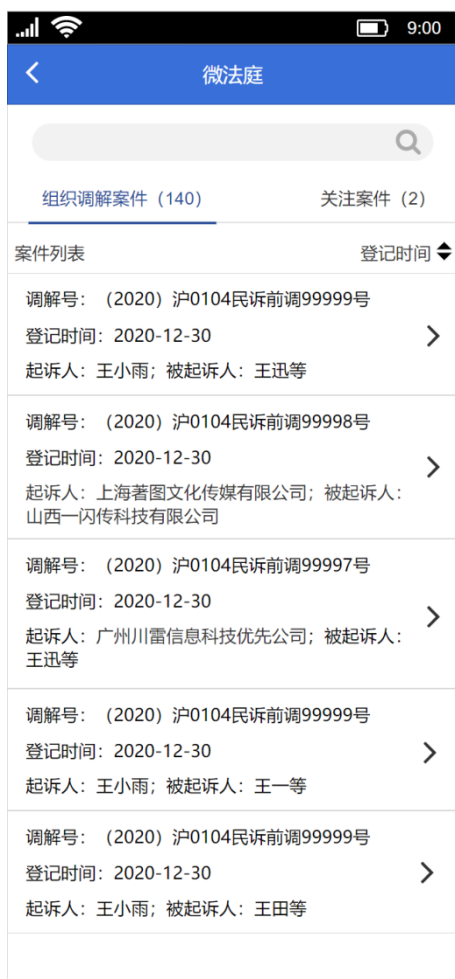 9:00
微法庭
组织调解案件（140）
关注案件（2）
案件列表
登记时间
调解号：（2020）沪0104民诉前调99999号
登记时间：2020-12-30
起诉人：王小雨；被起诉人：王迅等
调解号：（2020）沪0104民诉前调99998号
登记时间：2020-12-30
起诉人：上海著图文化传媒有限公司；被起诉人：
山西一闪传科技有限公司
调解号：（2020）沪0104民诉前调99997号
登记时间：2020-12-30
起诉人：广州川雷信息科技优先公司；被起诉人：
王迅等
调解号：（2020）沪0104民诉前调99999号
登记时间：2020-12-30
起诉人：王小雨；被起诉人：王一等
调解号：（2020）沪0104民诉前调99999号
登记时间：2020-12-30
起诉人：王小雨；被起诉人：王田等